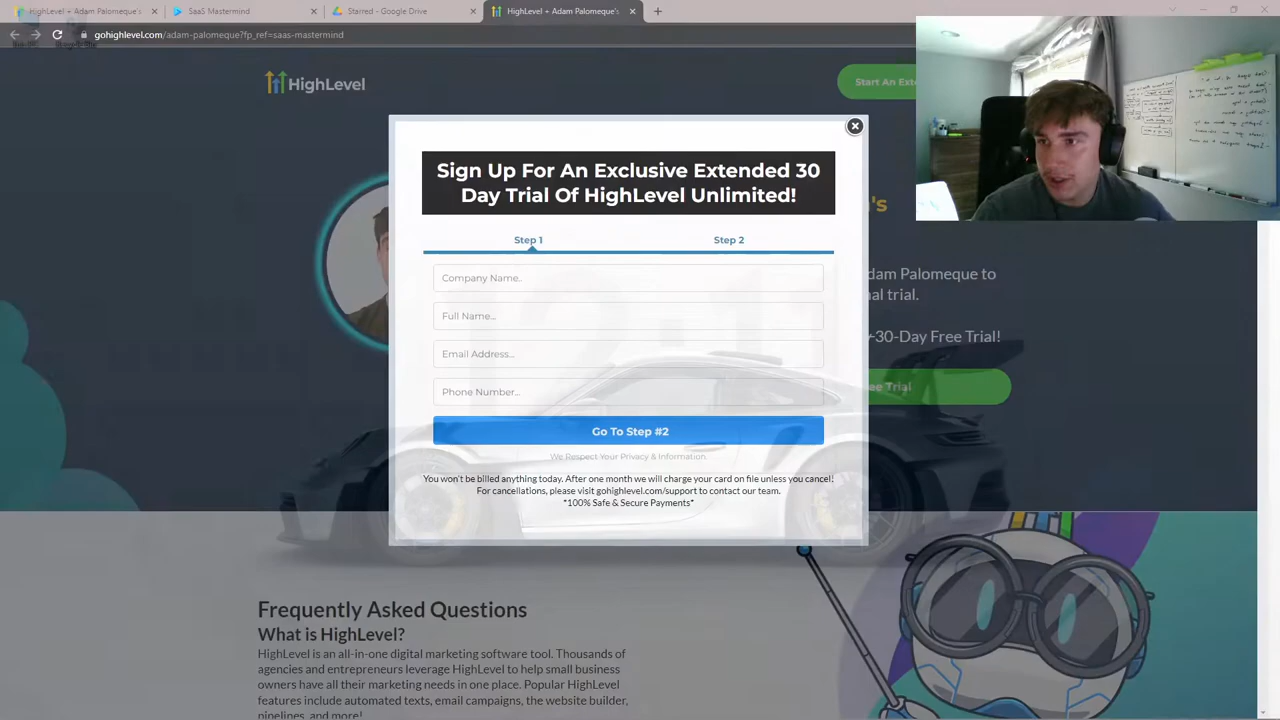 HighLevel + Adam Palomeque's
SaaS Mastermind
Starred - Google Drive
HighLevel + Adam Palomeque's
gohighlevel.com/adam-palomeque?fp_ref=saas-mastermind
HighLevel
Start An Exte
Sign Up For An Exclusive Extended 30
Day Trial Of HighLevel Unlimited!
Step 1
Step 2
Company Name..
Full Name...
Email Address...
Phone Number...
Go To Step #2
We Respect Your Privacy & Information.
You won't be billed anything today. After one month we will charge your card on file unless you cancel!
For cancellations, please visit gohighlevel.com/support to contact our team.
*100% Safe & Secure Payments*
's
dam Palomeque to
nal trial.
30-Day Free Trial!
ee Trial
Frequently Asked Questions
What is HighLevel?
HighLevel is an all-in-one digital marketing software tool. Thousands of
agencies and entrepreneurs leverage HighLevel to help small business
owners have all their marketing needs in one place. Popular HighLevel
features include automated texts, email campaigns, the website builder,
pipelines, and more!